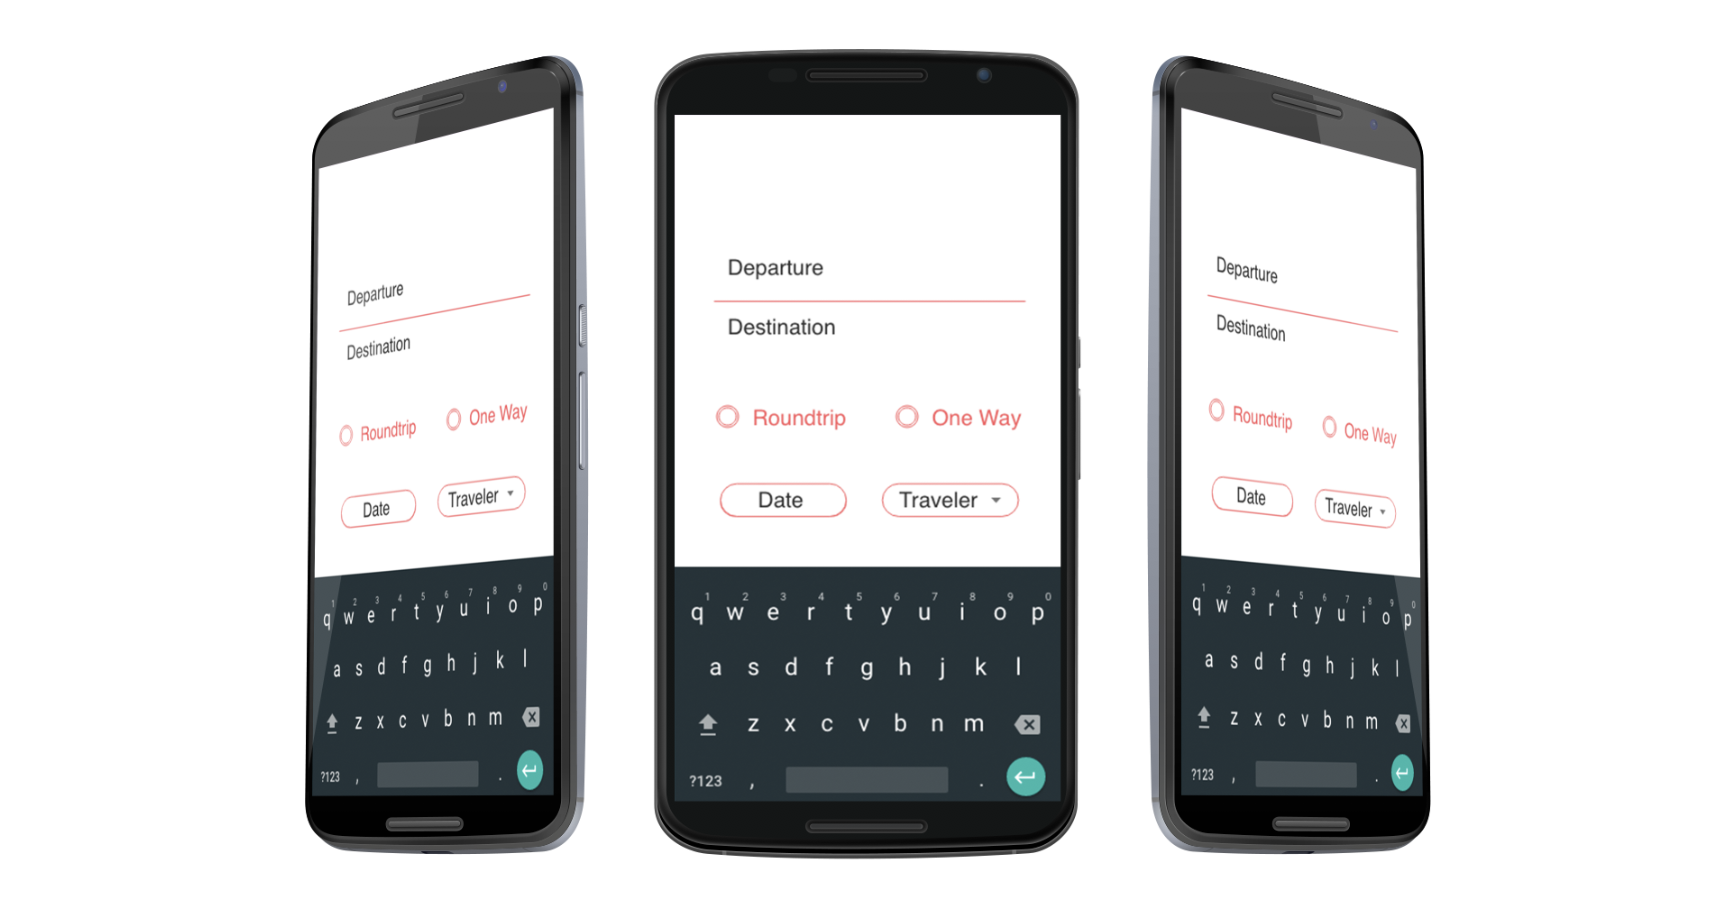 Departure
Destination
Roundtrip One Way
Date Traveler
1 2 3 4 5 6 7 8 9 0
q w e r t y u i o p
a s d f g h j k l
z x c v b n m
?123 , .
Departure
Destination
Roundtrip One Way
Date Traveler
1 2 3 4 5 6 7 8 9 0
q w e r t y u i o p
a s d f g h j k l
z x c v b n m
?123 , .
Departure
Destination
Roundtrip One Way
Date Traveler
1 2 3 4 5 6 7 8 9 0
q w e r t y u i o p
a s d f g h j k l
z x c v b n m
?123 , .